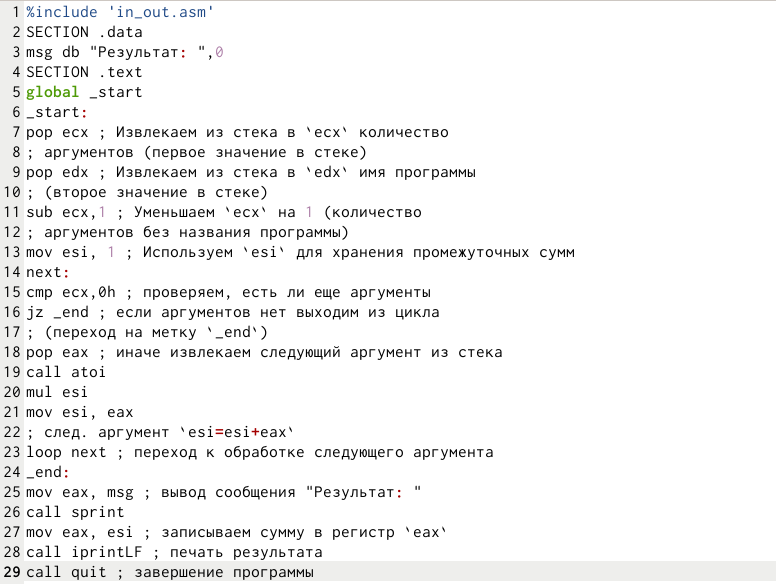 1 %include 'in_out.asm'
2 SECTION .data
3 msg db "Результат: ",0
4 SECTION .text
5 global _start
6 _start:
7 pop ecx ; Извлекаем из стека в `ecx` количество
8 ; аргументов (первое значение в стеке)
9 pop edx ; Извлекаем из стека в `edx` имя программы
10 ; (второе значение в стеке)
11 sub ecx,1 ; Уменьшаем `ecx` на 1 (количество
12 ; аргументов без названия программы)
13 mov esi, 1 ; Используем `esi` для хранения промежуточных сумм
14 next:
15 cmp ecx,0h ; проверяем, есть ли еще аргументы
16 jz _end ; если аргументов нет выходим из цикла
17 ; (переход на метку `_end`)
18 pop eax ; иначе извлекаем следующий аргумент из стека
19 call atoi
20 mul esi
21 mov esi, eax
22 ; след. аргумент `esi=esi+eax`
23 loop next ; переход к обработке следующего аргумента
24 _end:
25 mov eax, msg ; вывод сообщения "Результат: "
26 call sprint
27 mov eax, esi ; записываем сумму в регистр `eax`
28 call iprintLF ; печать результата
29 call quit ; завершение программы